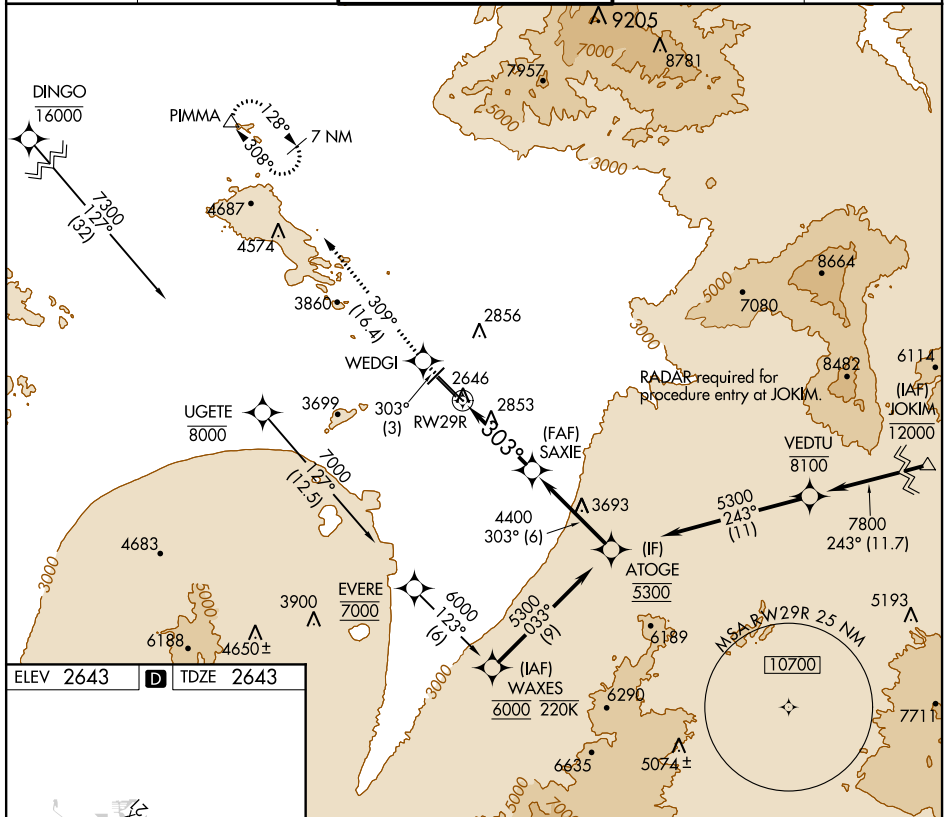 9205
7000
8781
7957
5000
3000
DINGO
16000
PIMMA
128°
308°
7 NM
7300
127°
(32)
4687
4574
3860
309°
(16.4)
2856
8664
5000
7080
3000
8482
6114
RADAR required for
procedure entry at JOKIM.
(IAF)
JOKIM
12000
WEDGI
2646
303°
(3)
RW29R
2853
303°
3699
UGETE
8000
7000
127°
(12.5)
(FAF)
SAXIE
VEDTU
8100
3693
4400
303° (6)
5300
243°
(11)
7800
243° (11.7)
(IF)
ATOGE
5300
4683
3000
5000
3900
EVERE
7000
6000
123°
(6)
5300
033°
(9)
6188
4650±
3000
(IAF)
WAXES
6000 220K
6189
6290
5193
MSA RW29R 25 NM
10700
7711
6635
5074±
5000
7000
ELEV 2643
D
TDZE 2643